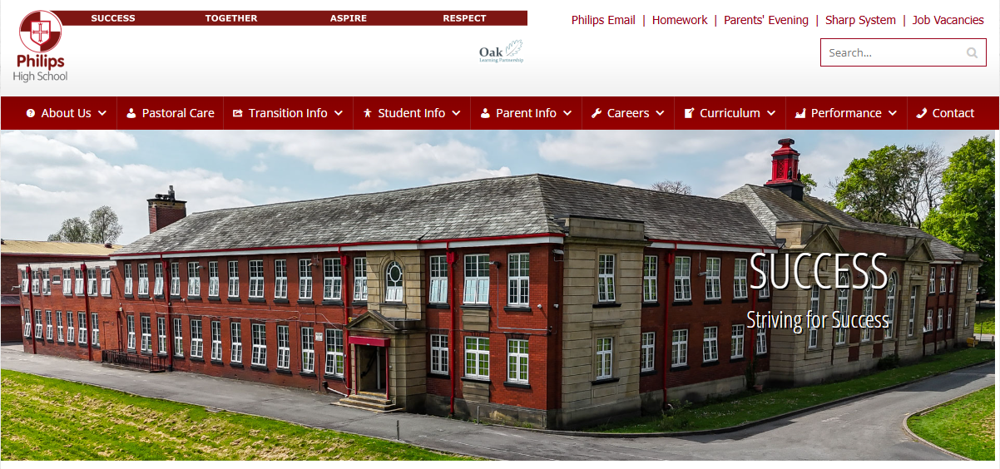 SUCCESS TOGETHER ASPIRE RESPECT
Philips Email | Homework | Parents' Evening | Sharp System | Job Vacancies
Philips
High School
Oak
Learning Partnership
Search...
About Us Pastoral Care Transition Info Student Info Parent Info Careers Curriculum Performance Contact
SUCCESS
Striving for Success